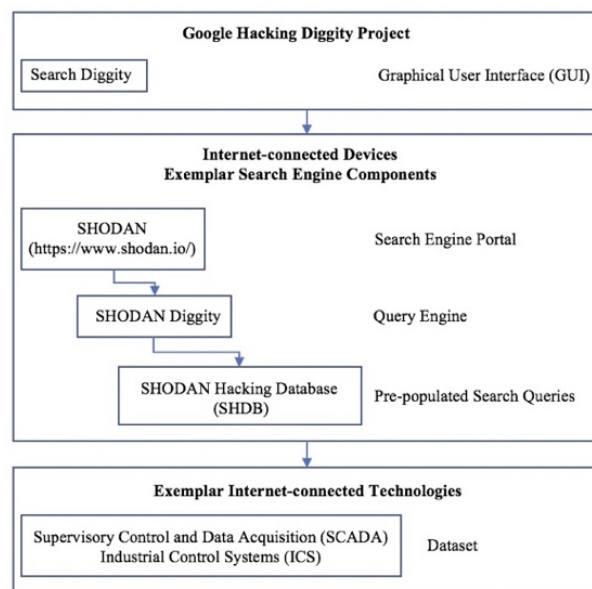 Google Hacking Diggity Project
Search Diggity
Graphical User Interface (GUI)
Internet-connected Devices
Exemplar Search Engine Components
SHODAN
(https://www.shodan.io/)
Search Engine Portal
SHODAN Diggity
Query Engine
SHODAN Hacking Database
(SHDB)
Pre-populated Search Queries
Exemplar Internet-connected Technologies
Supervisory Control and Data Acquisition (SCADA)
Industrial Control Systems (ICS)
Dataset